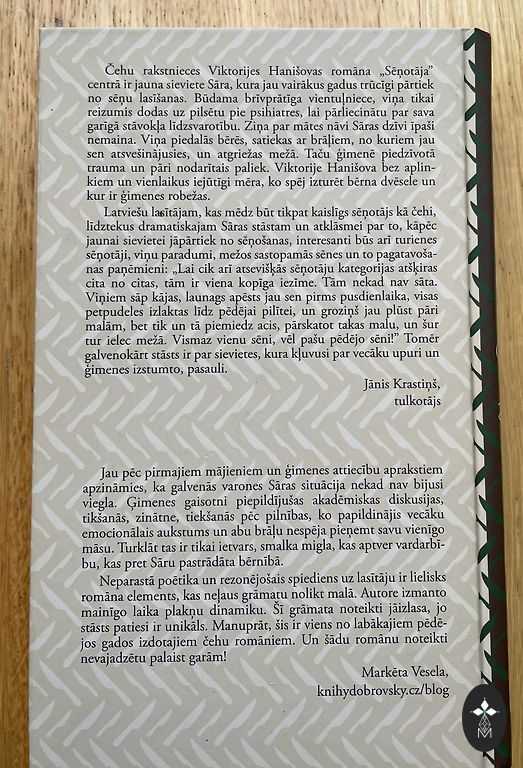 Čehu rakstnieces Viktorijes Hanišovas romāna „Sēņotāja”
centrā ir jauna sieviete Sāra, kura jau vairākus gadus trūcīgi pārtiek
no sēņu lasīšanas. Būdama brīvprātīga vientuļniece, viņa tikai
reizumis dodas uz pilsētu pie psihiatres, lai pārliecinātu par sava
garīgā stāvokļa līdzsvarotību. Ziņa par mātes nāvi Sāras dzīvi īpaši
nemaina. Viņa piedalās bērēs, satiekas ar brāļiem, no kuriem jau
sen atsvešinājusies, un atgriežas mežā. Taču ģimenē piedzīvotā
trauma un pāri nodarītais paliek. Viktorije Hanišova bez aplin-
kiem un vienlaikus iejūtīgi mēra, ko spēj izturēt bērna dvēsele un
kur ir ģimenes robežas.
Latviešu lasītājam, kas mēdz būt tikpat kaislīgs sēņotājs kā čehi,
līdztekus dramatiskajam Sāras stāstam un atklāsmei par to, kāpēc
jaunai sievietei jāpārtiek no sēņošanas, interesanti būs arī turienes
sēņotāji, viņu paradumi, mežos sastopamās sēnes un to pagatavoša-
nas paņēmieni: „Lai cik arī atsevišķas sēņotāju kategorijas atšķiras
cita no citas, tām ir viena kopīga iezīme. Tām nekad nav sāta.
Viņiem sāp kājas, launags apēsts jau sen pirms pusdienlaika, visas
petpudeles izlaktas līdz pēdējai pilītei, un groziņš jau plūst pāri
malām, bet tik un tā piemiedz acis, pārskatot takas malu, un šur
tur ielec mežā. Vismaz vienu sēni, vēl pašu pēdējo sēni!” Tomēr
galvenokārt stāsts ir par sievietes, kura kļuvusi par vecāku upuri un
ģimenes izstumto, pasauli.
Jānis Krastiņš,
tulkotājs
Jau pēc pirmajiem mājieniem un ģimenes attiecību aprakstiem
apzināmies, ka galvenās varones Sāras situācija nekad nav bijusi
viegla. Ģimenes gaisotni piepildījušas akadēmiskas diskusijas,
tikšanās, zinātne, tiekšanās pēc pilnības, ko papildinājis vecāku
emocionālais aukstums un abu brāļu nespēja pieņemt savu vienīgo
māsu. Turklāt tas ir tikai ietvars, smalka migla, kas aptver vardarbī-
bu, kas pret Sāru pastrādāta bērnībā.
Neparastā poētika un rezonējošais spiediens uz lasītāju ir lielisks
romāna elements, kas neļaus grāmatu nolikt malā. Autore izmanto
mainīgo laika plakņu dinamiku. Šī grāmata noteikti jāizlasa, jo
stāsts patiesi ir unikāls. Manuprāt, šis ir viens no labākajiem pēdē-
jos gados izdotajiem čehu romāniem. Un šādu romānu noteikti
nevajadzētu palaist garām!
Markēta Vesela,
knihydobrovsky.cz/blog
M